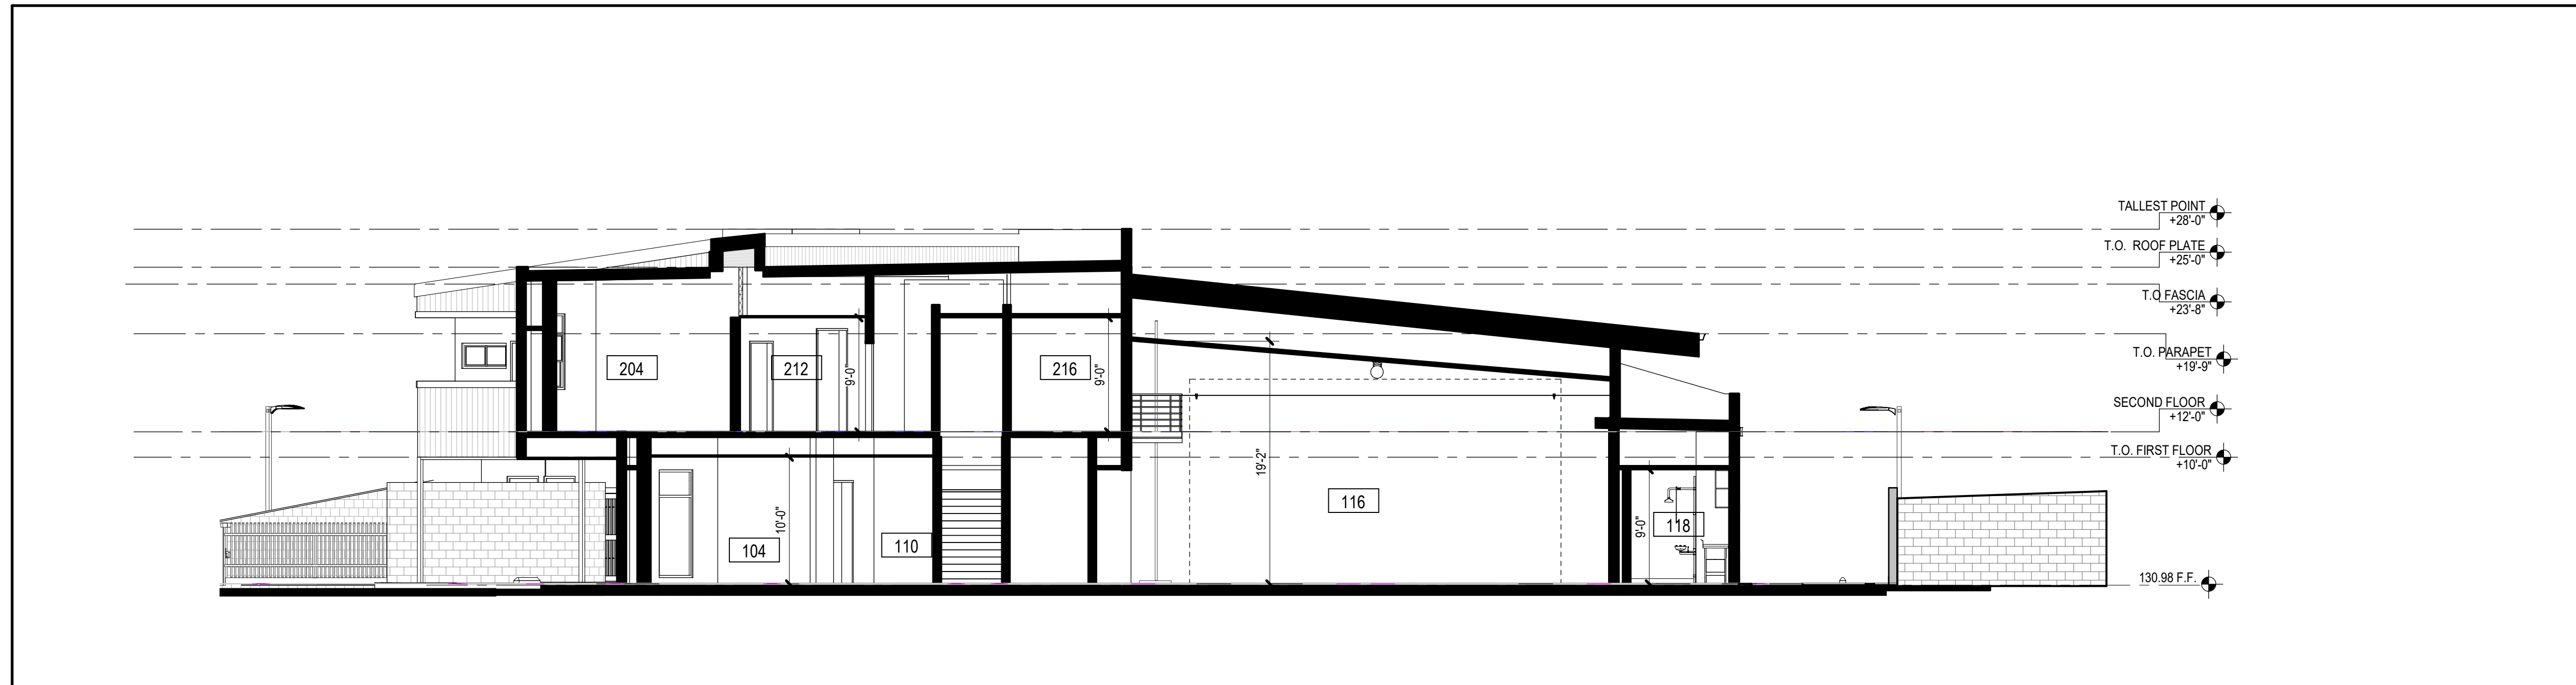 TALLEST POINT
+28'-0"
T.O. ROOF PLATE
+25'-0"
T.O FASCIA
+23'-8"
T.O. PARAPET
+19'-9"
SECOND FLOOR
+12'-0"
T.O. FIRST FLOOR
+10'-0"
130.98 F.F.
204
212
9'-0"
216
9'-0"
19'-2"
116
10'-0"
104
110
9'-0"
118